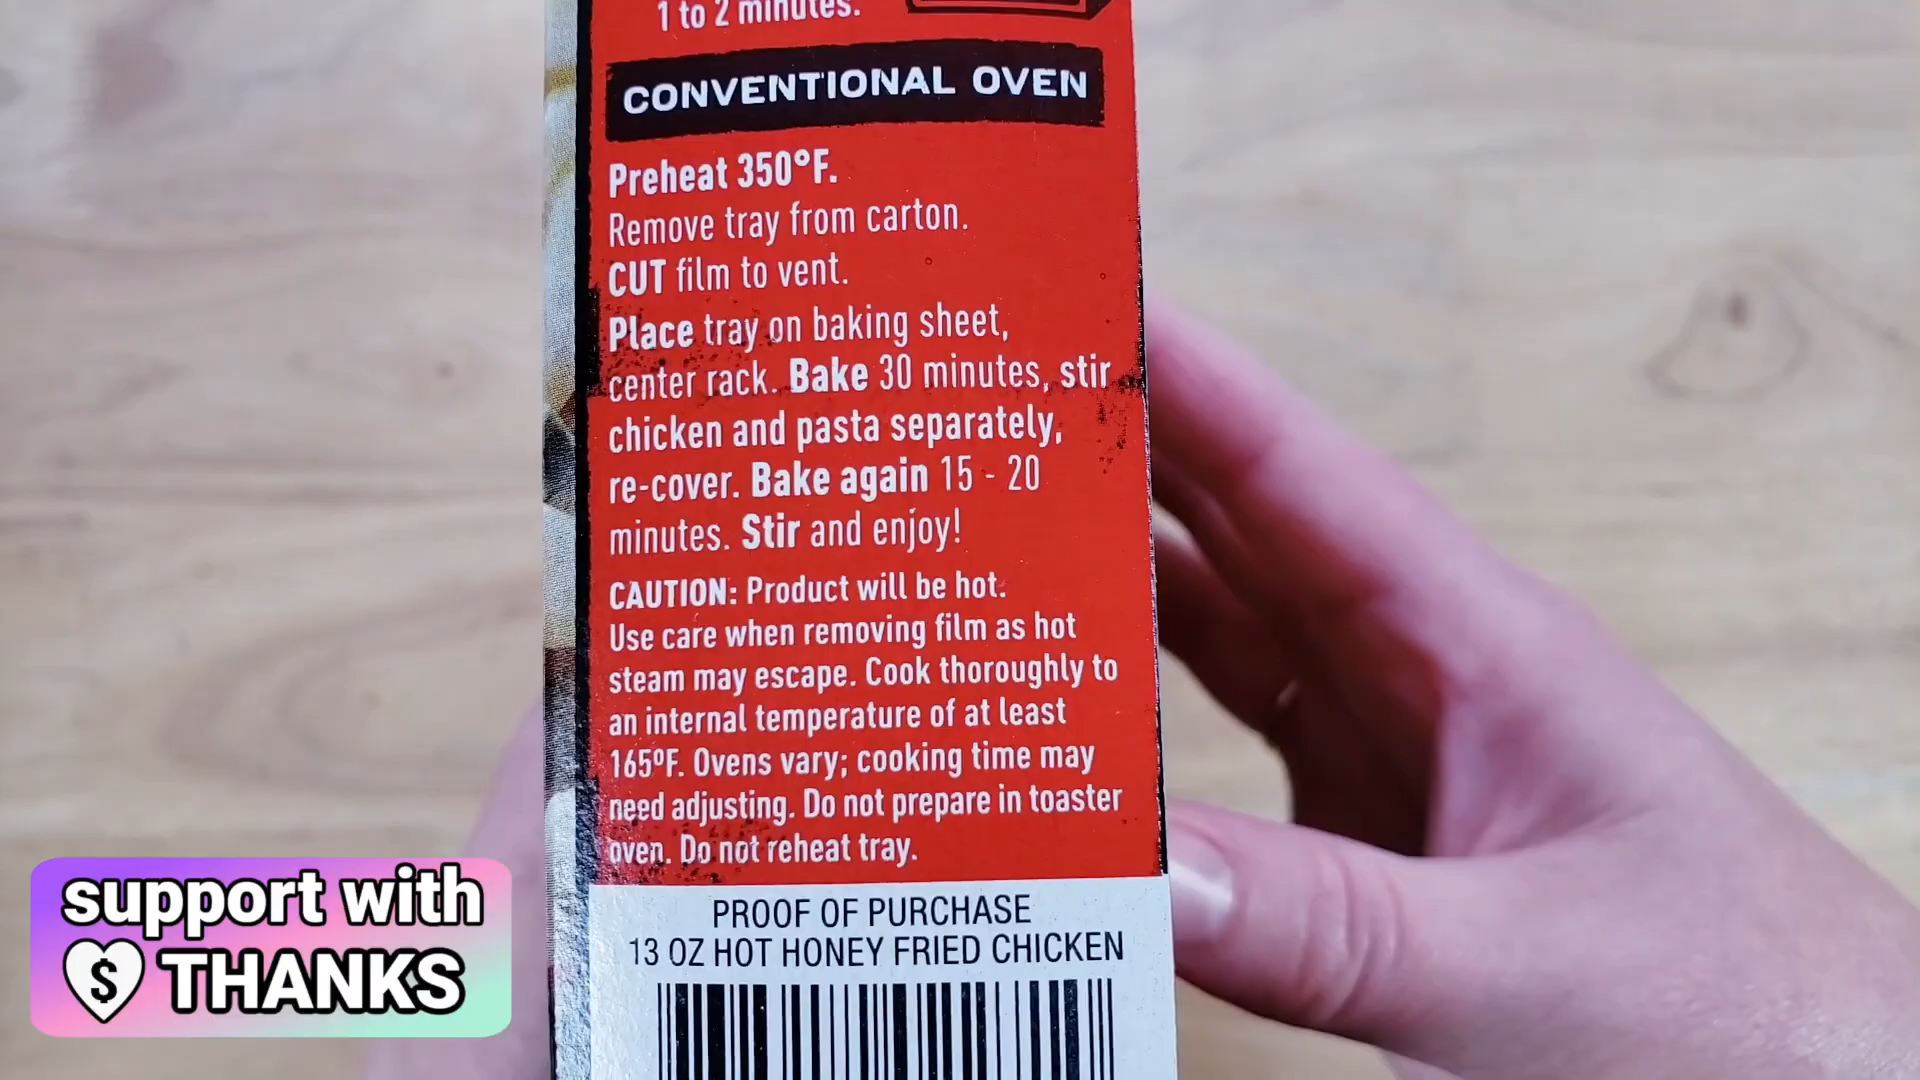 1 to 2 minutes.
CONVENTIONAL OVEN
Preheat 350°F.
Remove tray from carton.
CUT film to vent.
Place tray on baking sheet,
center rack. Bake 30 minutes, stir
chicken and pasta separately,
re-cover. Bake again 15 - 20
minutes. Stir and enjoy!
CAUTION: Product will be hot.
Use care when removing film as hot
steam may escape. Cook thoroughly to
an internal temperature of at least
165ºF. Ovens vary; cooking time may
need adjusting. Do not prepare in toaster
oven. Do not reheat tray.
PROOF OF PURCHASE
13 OZ HOT HONEY FRIED CHICKEN
support with
$ THANKS